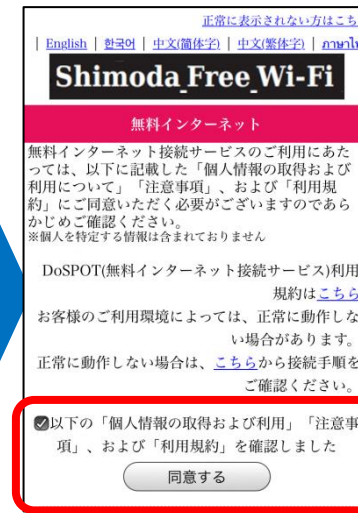 正常に表示されない方はこちら
| English | 한국어 | 中文(简体字) | 中文(繁体字) | ภาษาไ
Shimoda_Free_Wi-Fi
無料インターネット
無料インターネット接続サービスのご利用にあた
っては、以下に記載した「個人情報の取得および
利用について」「注意事項」、および「利用規
約」にご同意いただく必要がございますのであら
かじめご確認ください。
※個人を特定する情報は含まれておりません
DoSPOT(無料インターネット接続サービス)利用
規約はこちら
お客様のご利用環境によっては、正常に動作しな
い場合があります。
正常に動作しない場合は、こちらから接続手順を
ご確認ください。
以下の「個人情報の取得および利用」「注意事
項」、および「利用規約」を確認しました
同意する